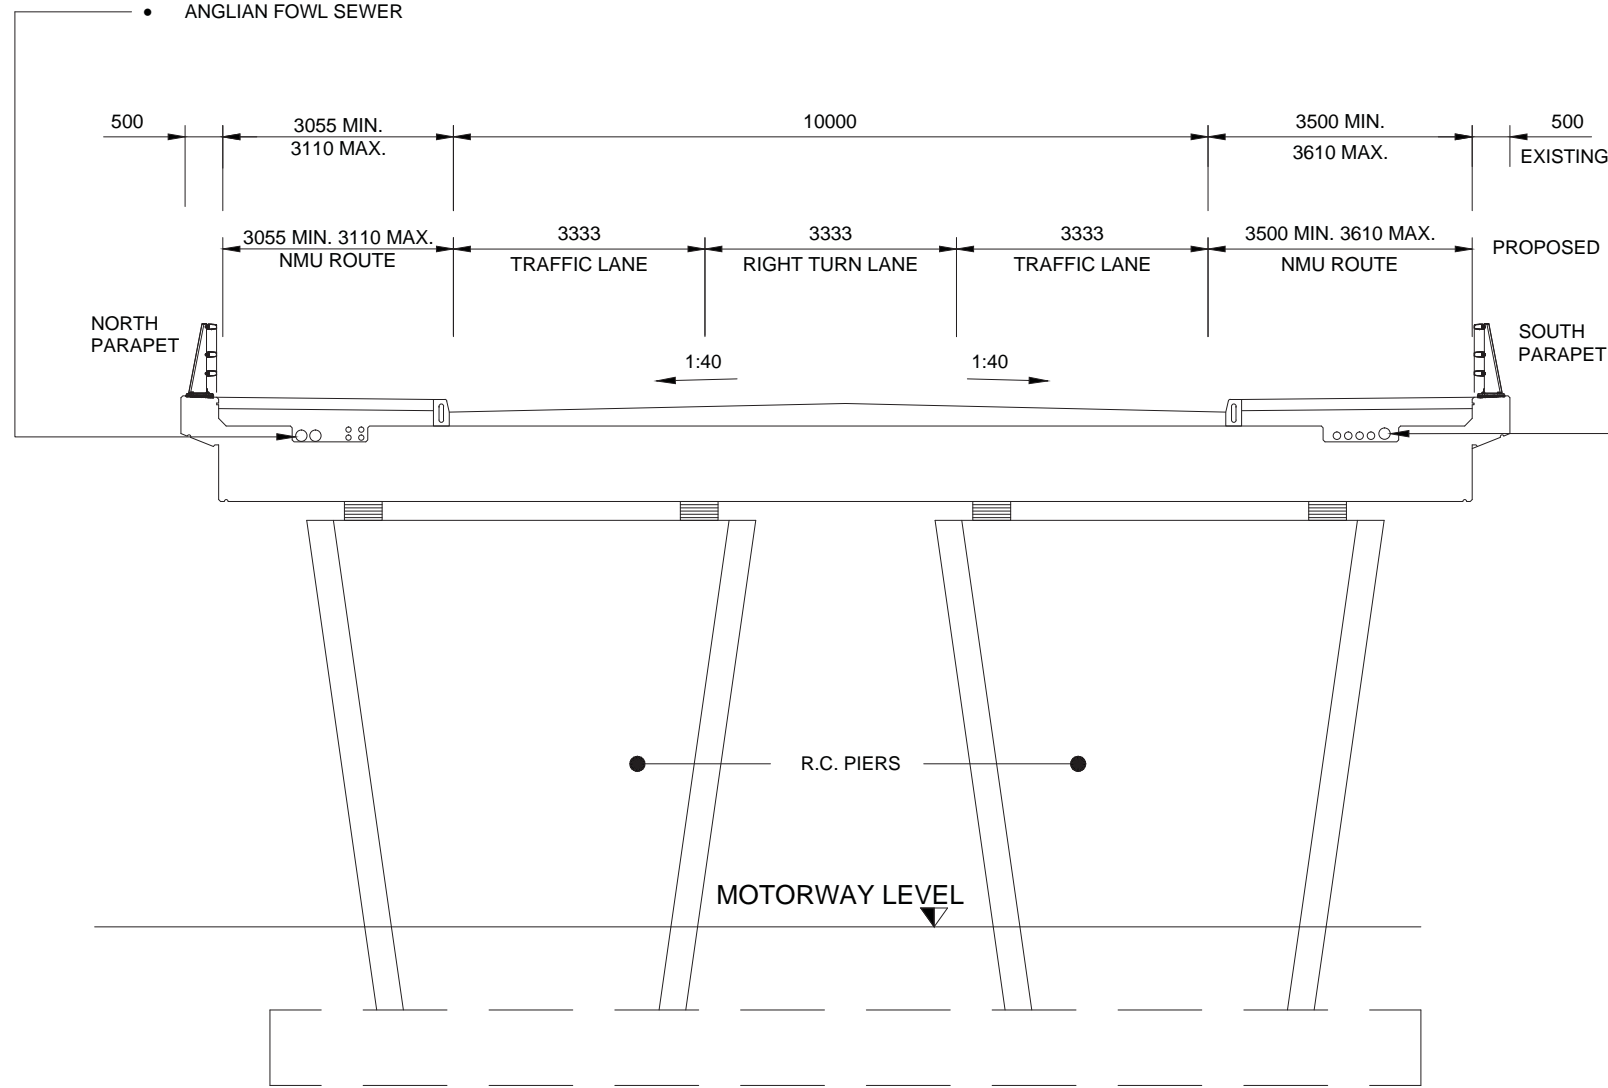 ANGLIAN FOWL SEWER
500
3055 MIN.
3110 MAX.
10000
3500 MIN.
3610 MAX.
500
EXISTING
3055 MIN. 3110 MAX.
NMU ROUTE
3333
TRAFFIC LANE
3333
RIGHT TURN LANE
3333
TRAFFIC LANE
3500 MIN. 3610 MAX.
NMU ROUTE
PROPOSED
NORTH
PARAPET
1:40
1:40
SOUTH
PARAPET
R.C. PIERS
MOTORWAY LEVEL